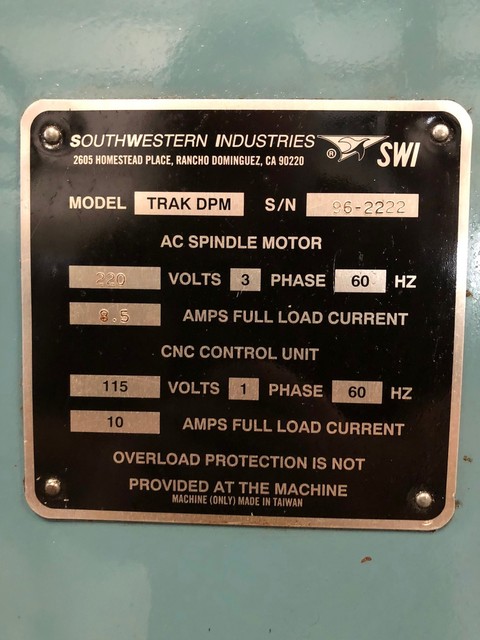 SOUTHWESTERN INDUSTRIES ® SWI
2605 HOMESTEAD PLACE, RANCHO DOMINGUEZ, CA 90220
MODEL TRAK DPM S/N 96-2222
AC SPINDLE MOTOR
220 VOLTS 3 PHASE 60 HZ
AMPS FULL LOAD CURRENT
CNC CONTROL UNIT
115 VOLTS 1 PHASE 60 HZ
10 AMPS FULL LOAD CURRENT
OVERLOAD PROTECTION IS NOT
PROVIDED AT THE MACHINE
MACHINE (ONLY) MADE IN TAIWAN